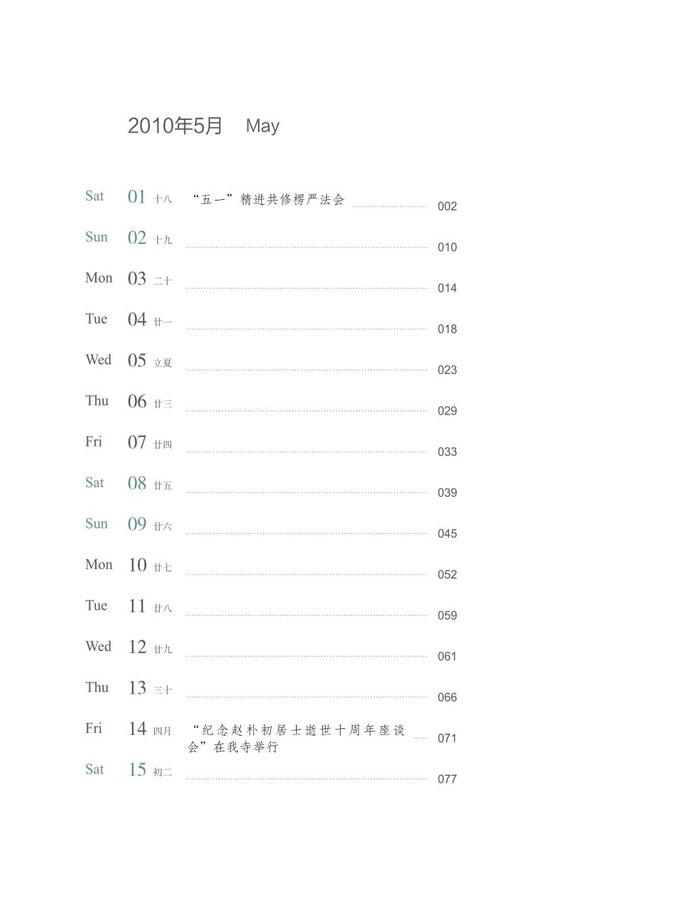 2010年5月 May
Sat 01 十八 “五一”精进共修楞严法会 002
Sun 02 十九 010
Mon 03 二十 014
Tue 04 廿一 018
Wed 05 立夏 023
Thu 06 廿三 029
Fri 07 廿四 033
Sat 08 廿五 039
Sun 09 廿六 045
Mon 10 廿七 052
Tue 11 廿八 059
Wed 12 廿九 061
Thu 13 三十 066
Fri 14 四月 “纪念赵朴初居士逝世十周年座谈 071
会”在我寺举行
Sat 15 初二 077